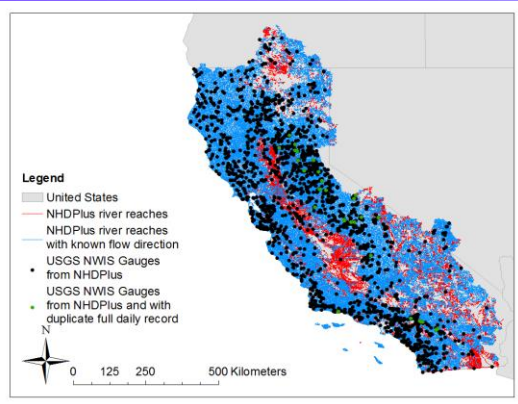 Legend
United States
NHDPlus river reaches
NHDPlus river reaches
with known flow direction
USGS NWIS Gauges
from NHDPlus
USGS NWIS Gauges
from NHDPlus and with
duplicate full daily record
N
0 125 250 500 Kilometers